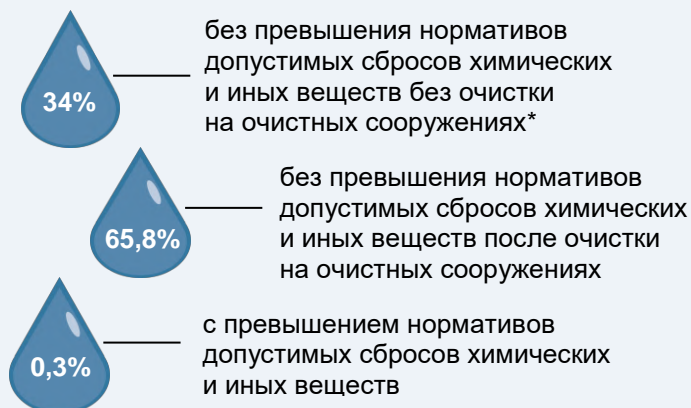 34%
без превышения нормативов
допустимых сбросов химических
и иных веществ без очистки
на очистных сооружениях*
65,8%
без превышения нормативов
допустимых сбросов химических
и иных веществ после очистки
на очистных сооружениях
0,3%
с превышением нормативов
допустимых сбросов химических
и иных веществ